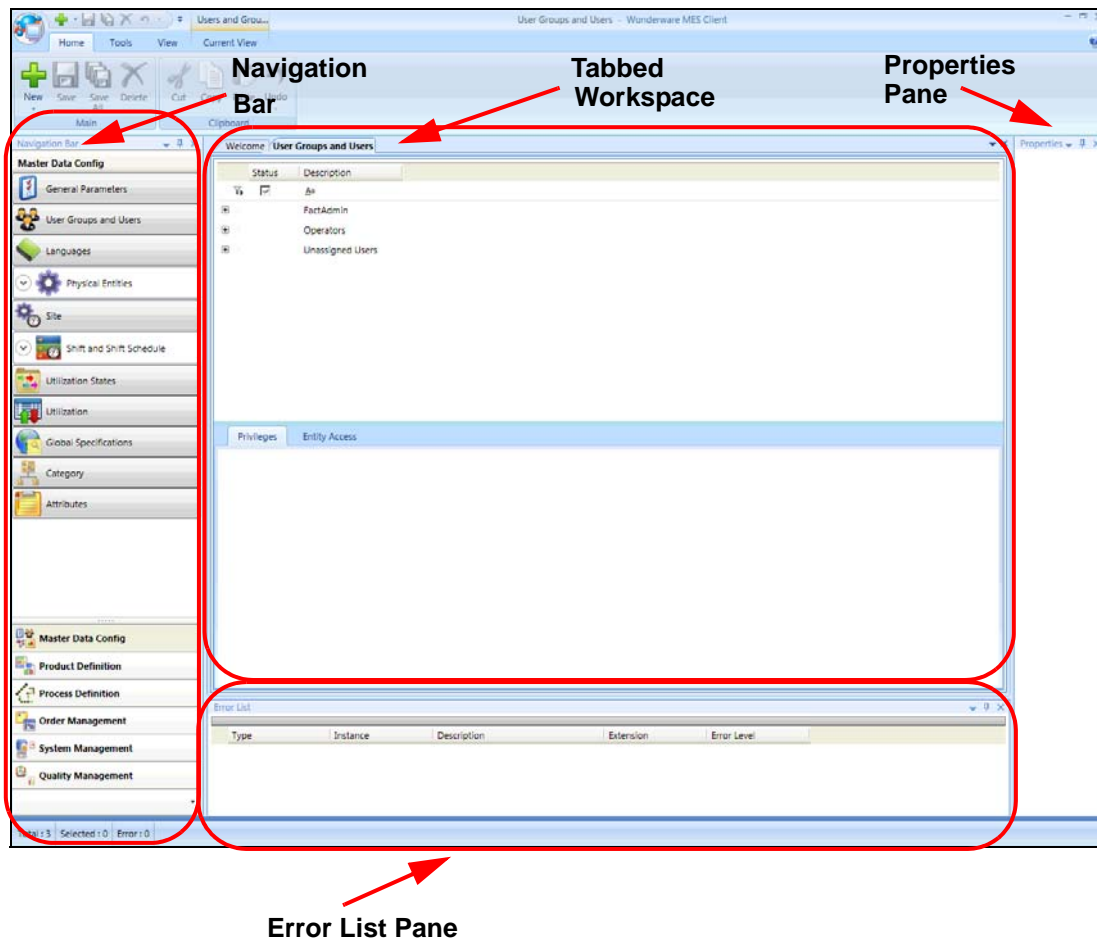 Users and Grou...
User Groups and Users - Wunderware MES Client
Home Tools View Current View
New Save Save All Delete Cut Copy Undo
Main Clipboard
Navigation Bar
Tabbed Workspace
Properties Pane
Navigation Bar
Master Data Config
General Parameters
User Groups and Users
Languages
Physical Entities
Site
Shift and Shift Schedule
Utilization States
Utilization
Global Specifications
Category
Attributes
Master Data Config
Product Definition
Process Definition
Order Management
System Management
Quality Management
Welcome User Groups and Users
Status Description
Aa
FactAdmin
Operators
Unassigned Users
Privileges Entity Access
Properties
Error List
Type Instance Description Extension Error Level
Total : 3 Selected : 0 Error : 0
Error List Pane